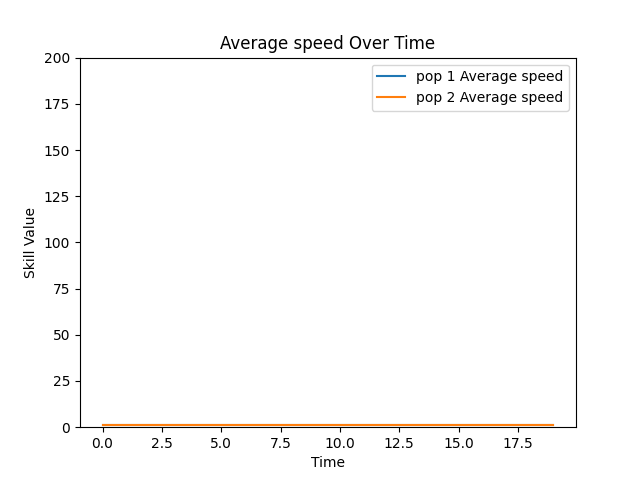 Average speed Over Time
pop 1 Average speed
pop 2 Average speed
Skill Value
200
175
150
125
100
75
50
25
0
0.0 2.5 5.0 7.5 10.0 12.5 15.0 17.5
Time